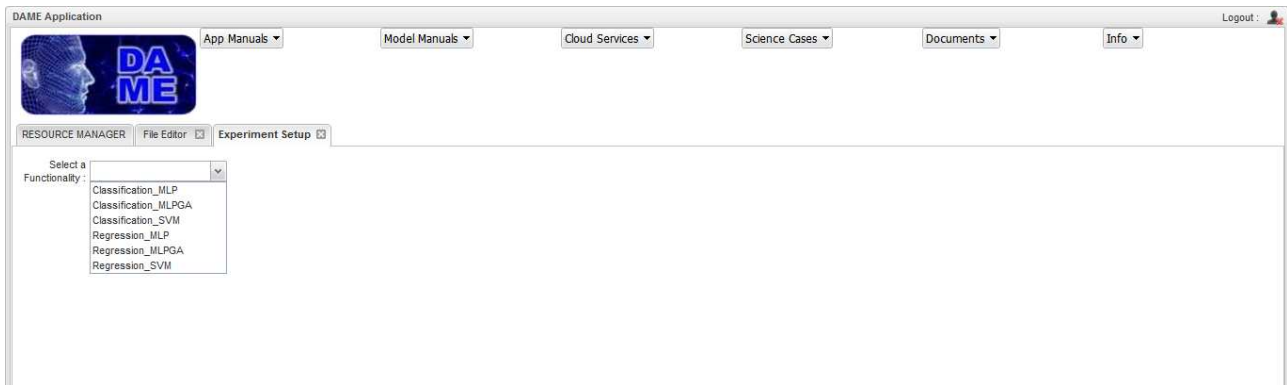 DAME Application
Logout :
App Manuals
Model Manuals
Cloud Services
Science Cases
Documents
Info
DA
ME
RESOURCE MANAGER
File Editor
Experiment Setup
Select a
Functionality :
Classification_MLP
Classification_MLPGA
Classification_SVM
Regression_MLP
Regression_MLPGA
Regression_SVM